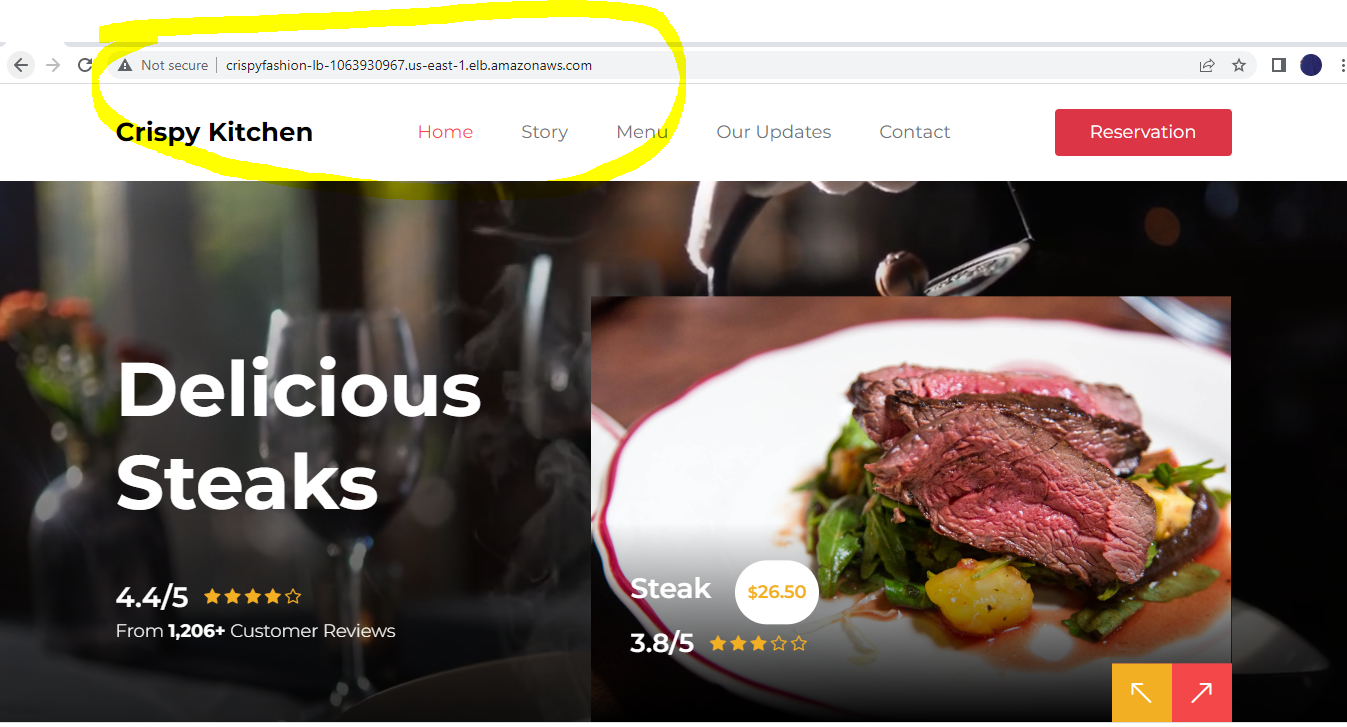 Not secure crispyfashion-lb-1063930967.us-east-1.elb.amazonaws.com
Crispy Kitchen Home Story Menu Our Updates Contact Reservation
Delicious
Steaks
4.4/5
From 1,206+ Customer Reviews
Steak $26.50
3.8/5